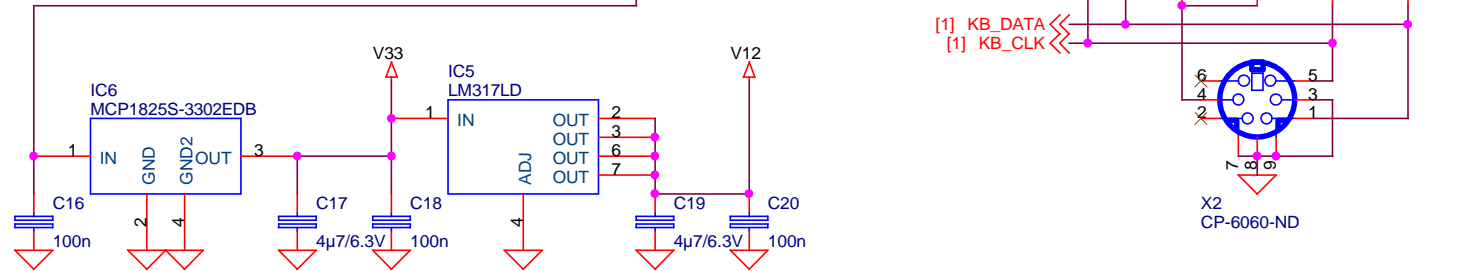 [1] KB_DATA
[1] KB_CLK
V33
V12
IC6
MCP1825S-3302EDB
IC5
LM317LD
1
IN
GND
GND2
OUT
3
2
4
1
IN
ADJ
OUT
OUT
OUT
OUT
2
3
6
7
4
C16
100n
C17
4µ7/6.3V
C18
100n
C19
4µ7/6.3V
C20
100n
6
4
2
5
3
1
7
8
9
X2
CP-6060-ND